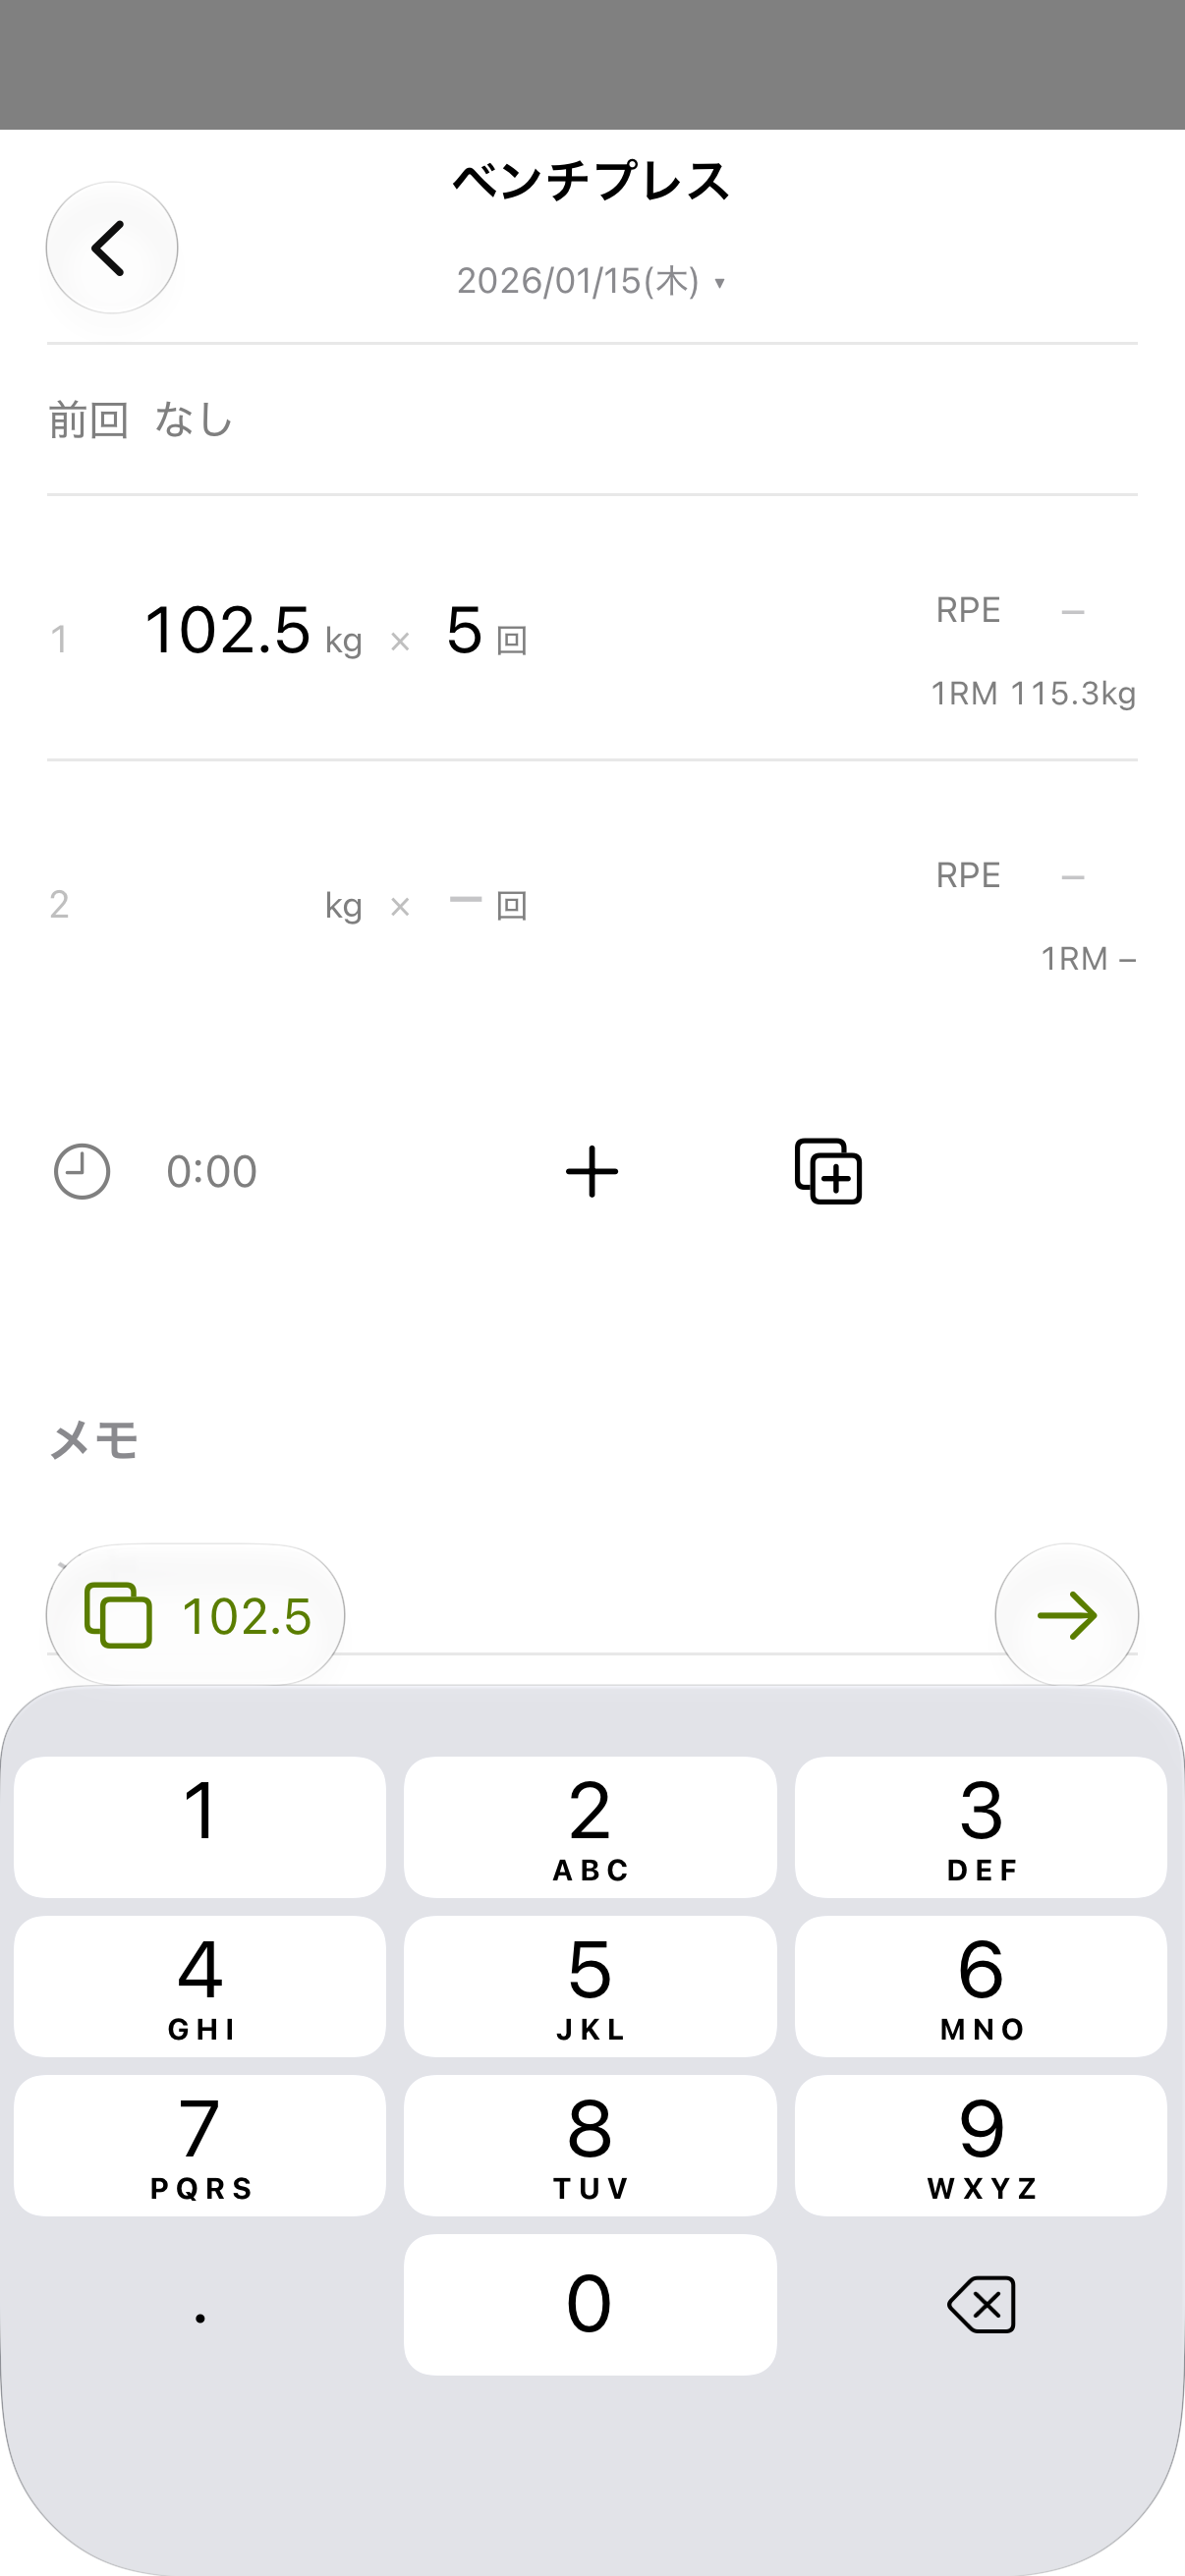 ベンチプレス
2026/01/15(木) ▾
前回 なし
1 102.5 kg × 5 回 RPE –
1RM 115.3kg
2 kg × – 回 RPE –
1RM –
0:00
メモ
102.5
1 2 3
ABC DEF
4 5 6
GHI JKL MNO
7 8 9
PQRS TUV WXYZ
. 0